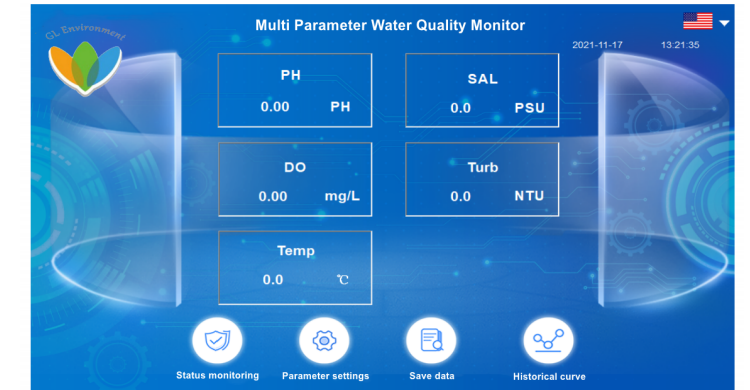 GL Environment
Multi Parameter Water Quality Monitor
2021-11-17 13:21:35
PH
0.00 PH
SAL
0.0 PSU
DO
0.00 mg/L
Turb
0.0 NTU
Temp
0.0 ℃
Status monitoring
Parameter settings
Save data
Historical curve